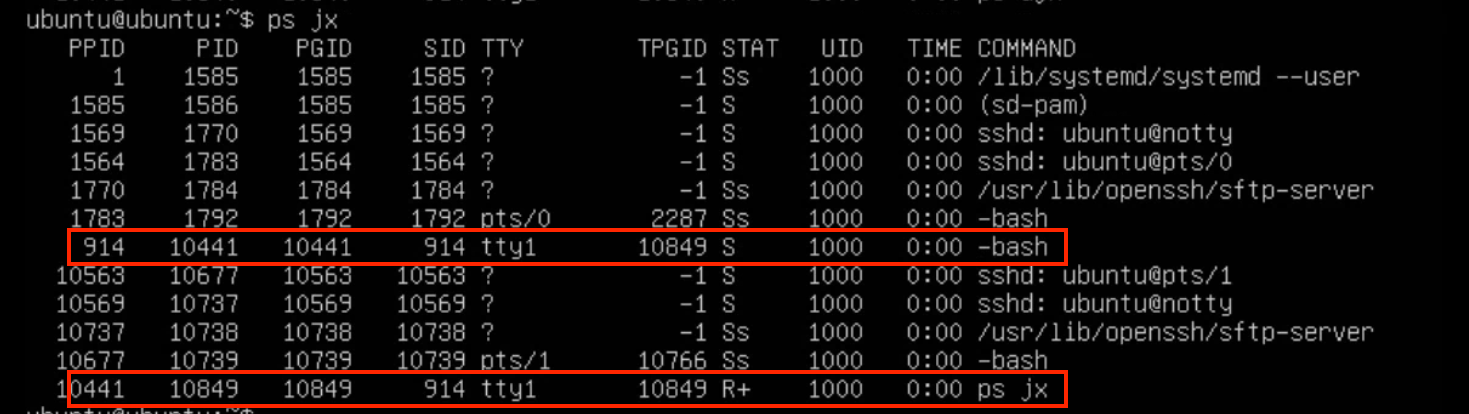 ubuntu@ubuntu:~$ ps jx
PPID PID PGID SID TTY TPGID STAT UID TIME COMMAND
1 1585 1585 1585 ? -1 Ss 1000 0:00 /lib/systemd/systemd --user
1585 1586 1585 1585 ? -1 S 1000 0:00 (sd-pam)
1569 1770 1569 1569 ? -1 S 1000 0:00 sshd: ubuntu@notty
1564 1783 1564 1564 ? -1 S 1000 0:00 sshd: ubuntu@pts/0
1770 1784 1784 1784 ? -1 Ss 1000 0:00 /usr/lib/openssh/sftp-server
1783 1792 1792 1792 pts/0 2287 Ss 1000 0:00 -bash
914 10441 10441 914 tty1 10849 S 1000 0:00 -bash
10563 10677 10563 10563 ? -1 S 1000 0:00 sshd: ubuntu@pts/1
10569 10737 10569 10569 ? -1 S 1000 0:00 sshd: ubuntu@notty
10737 10738 10738 10738 ? -1 Ss 1000 0:00 /usr/lib/openssh/sftp-server
10677 10739 10739 10739 pts/1 10766 Ss 1000 0:00 -bash
10441 10849 10849 914 tty1 10849 R+ 1000 0:00 ps jx
ubuntu@ubuntu:~$